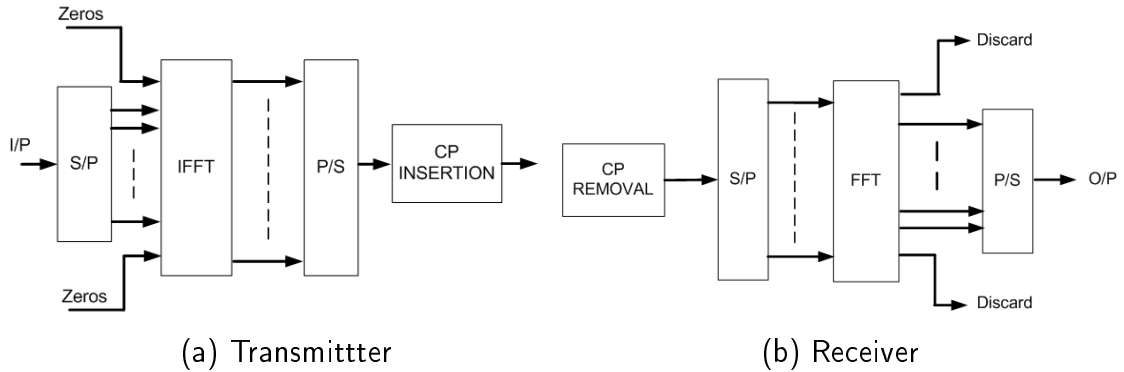 Zeros
I/P
S/P
IFFT
P/S
CP
INSERTION
Zeros
(a) Transmittter
CP
REMOVAL
S/P
FFT
Discard
P/S
O/P
Discard
(b) Receiver